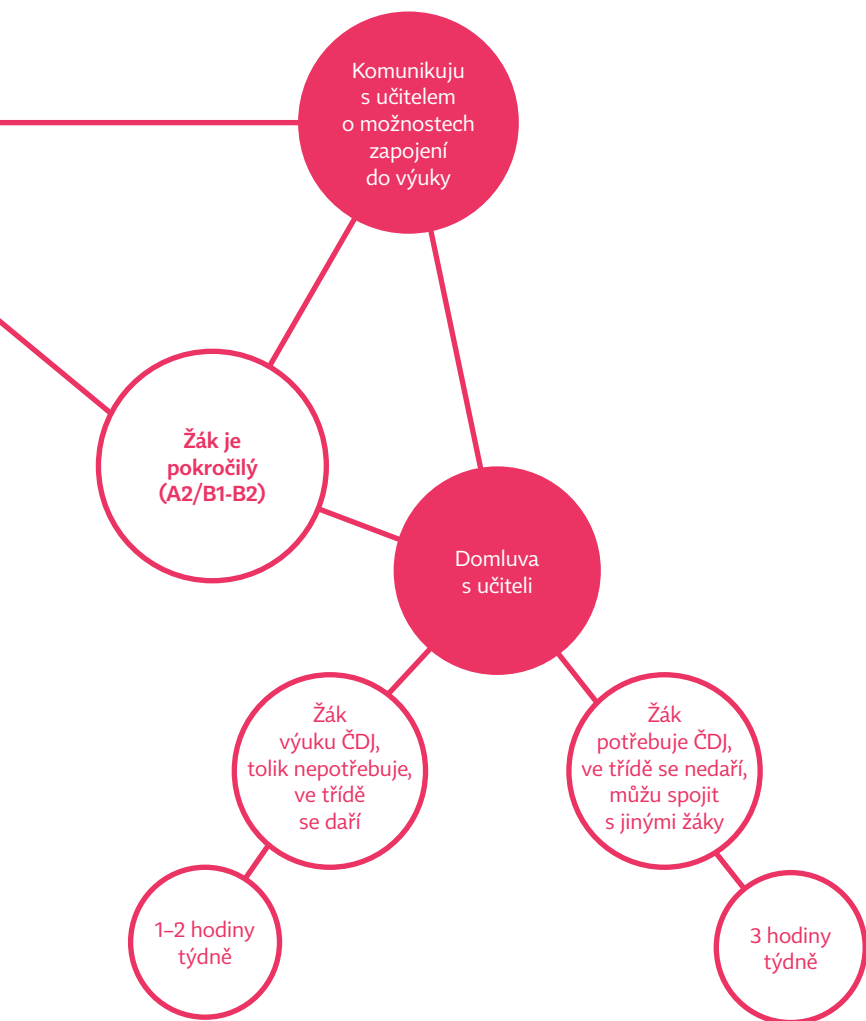 Komunikuju
s učitelem
o možnostech
zapojení
do výuky
Žák je
pokročilý
(A2/B1-B2)
Domluva
s učiteli
Žák
výuku ČDJ,
tolik nepotřebuje,
ve třídě
se daří
Žák
potřebuje ČDJ,
ve třídě se nedaří,
můžu spojit
s jinými žáky
1–2 hodiny
týdně
3 hodiny
týdně